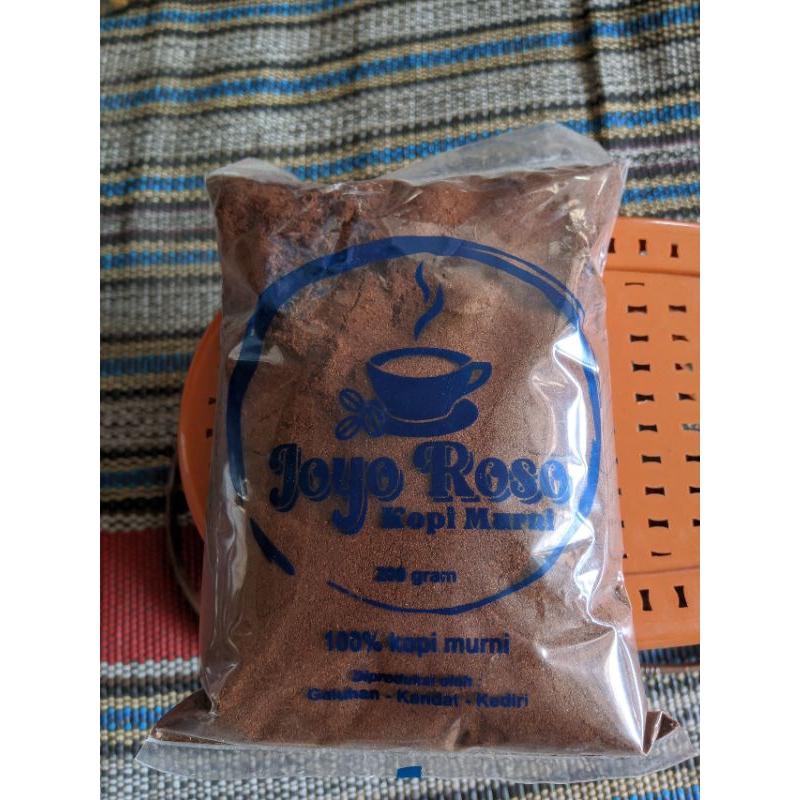 Joyo Roso
Kopi Murni
200 gram
100% kopi murni
Diproduksi oleh :
Galuhan - Kandat - Kediri